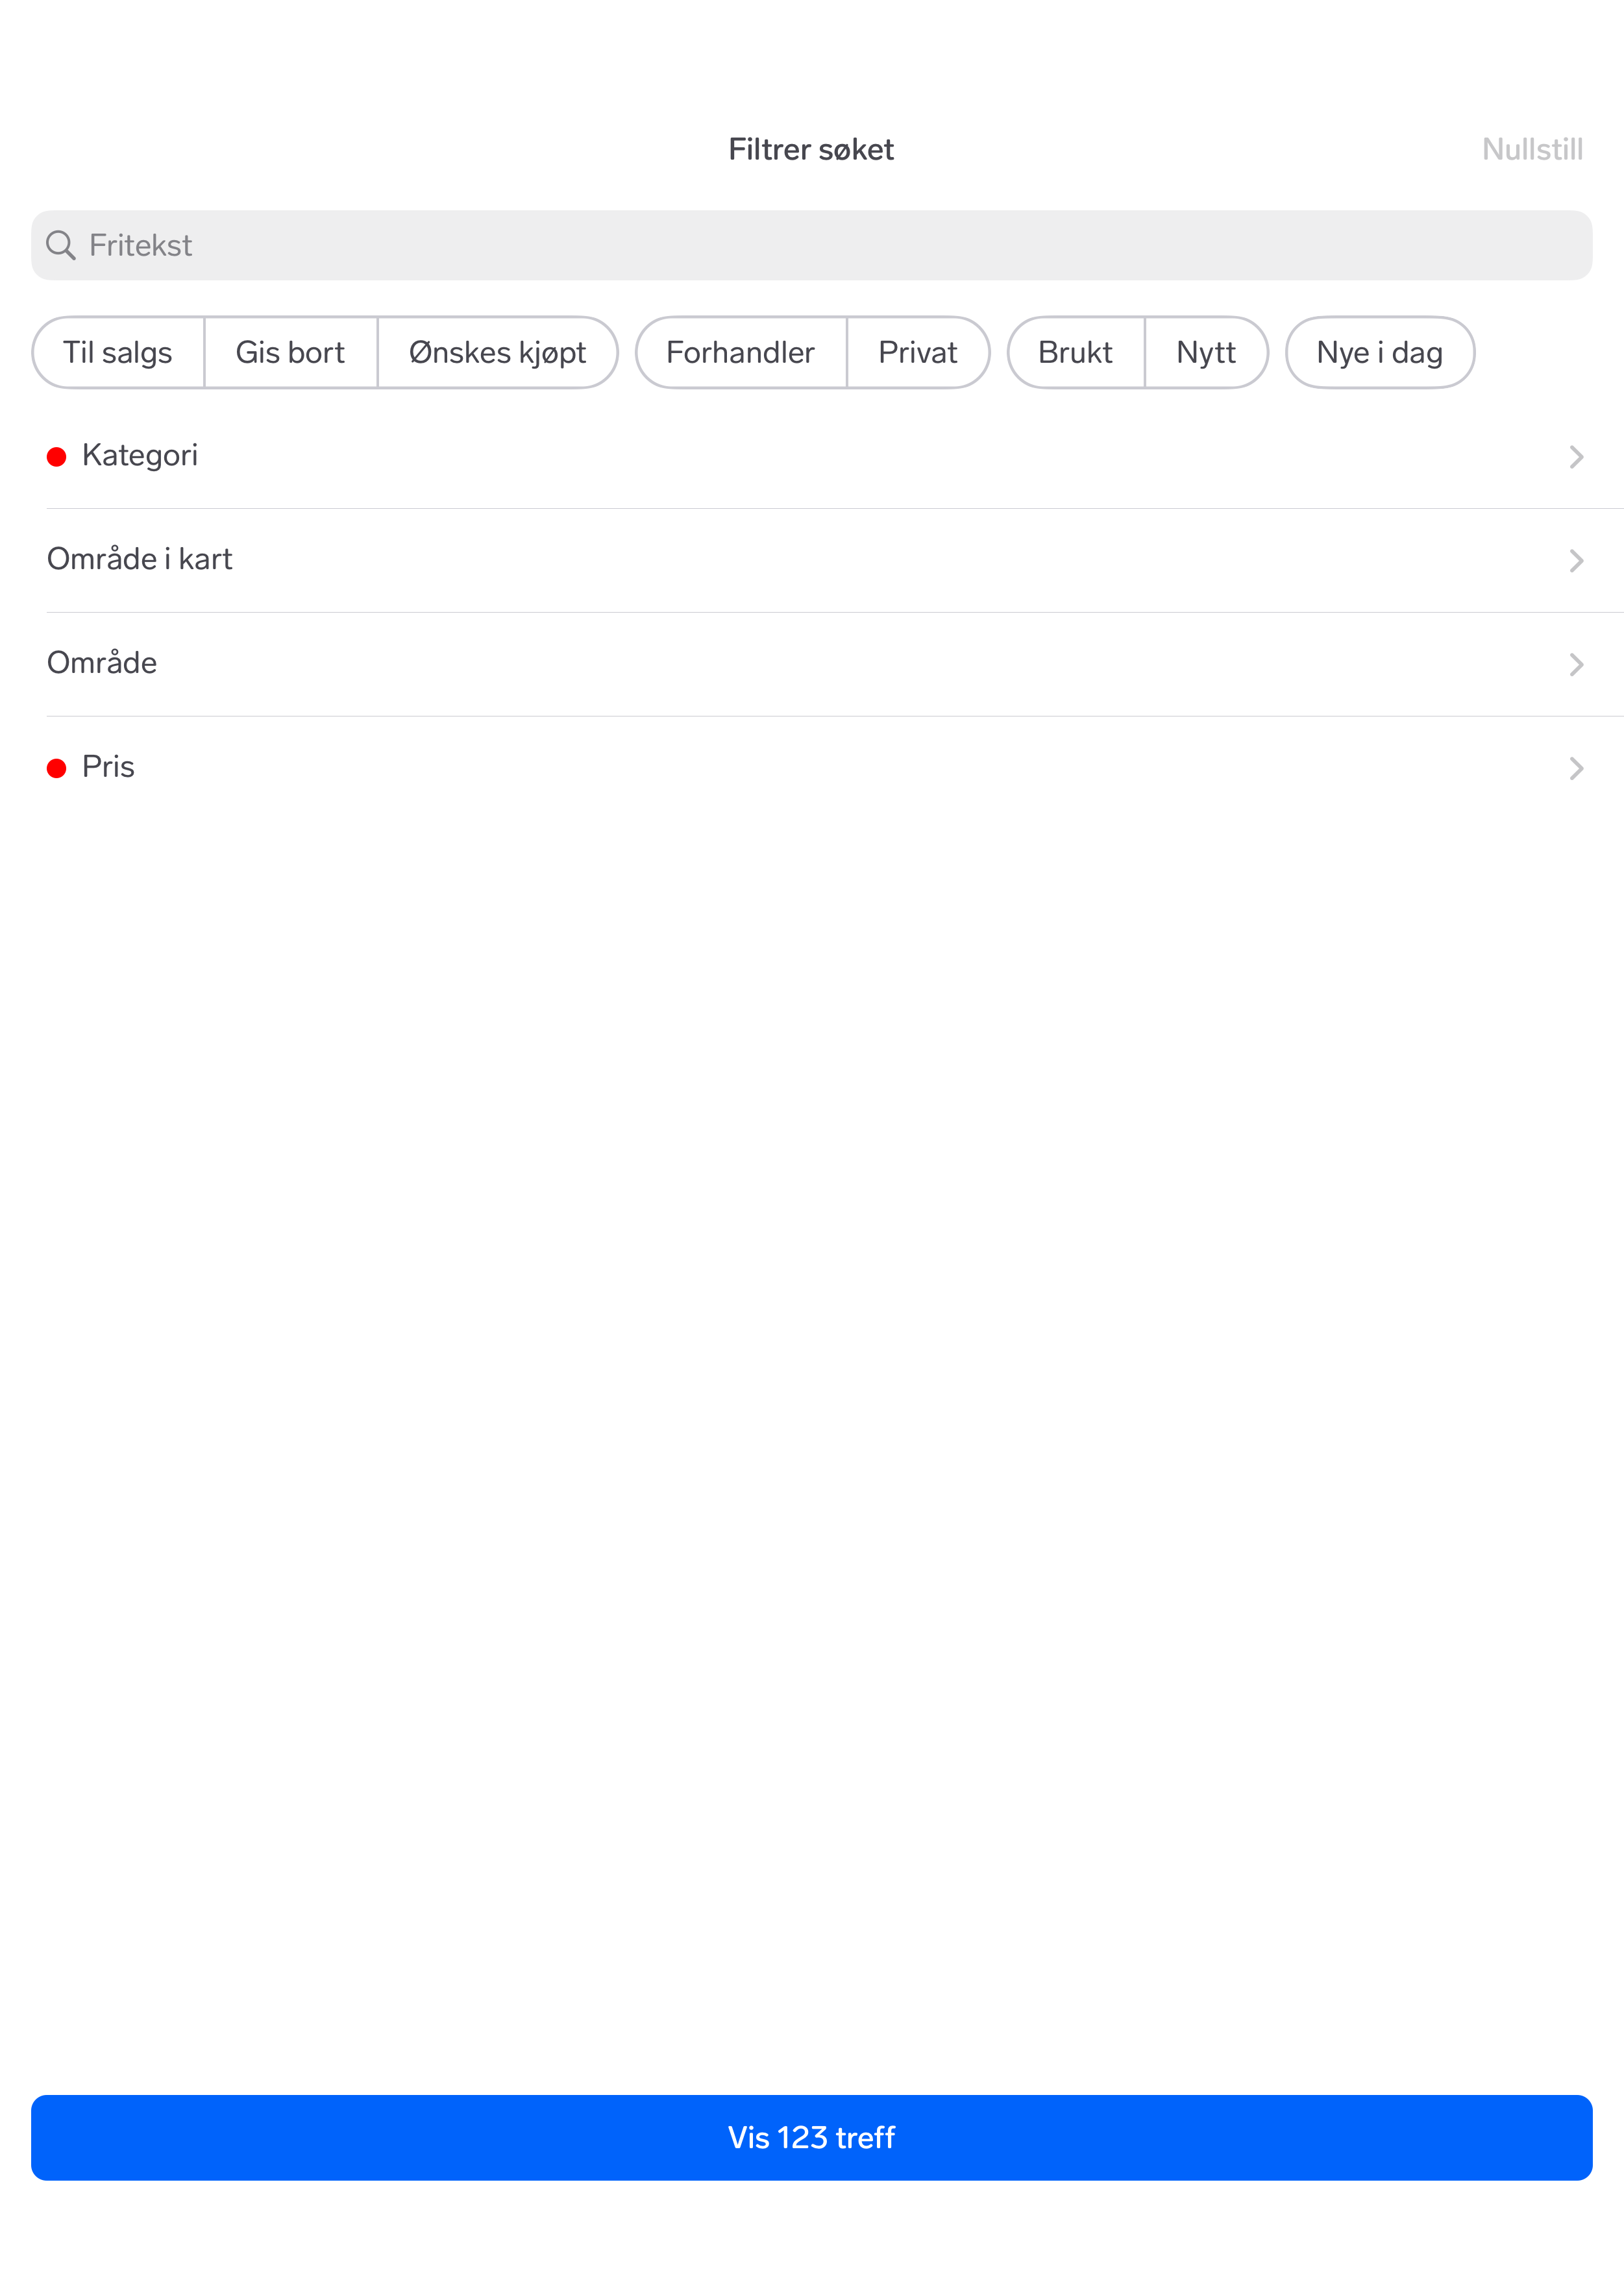 Filtrer søket
Nullstill
Fritekst
Til salgs Gis bort Ønskes kjøpt Forhandler Privat Brukt Nytt Nye i dag
Kategori
Område i kart
Område
Pris
Vis 123 treff